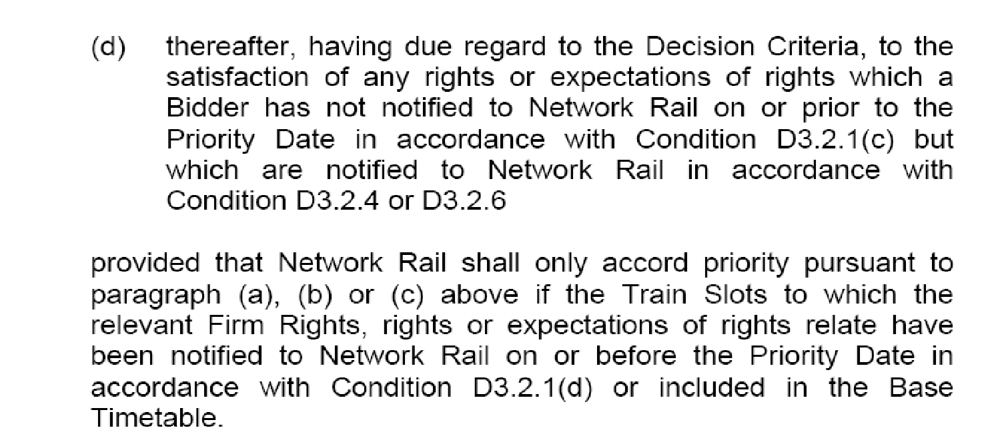 (d) thereafter, having due regard to the Decision Criteria, to the
satisfaction of any rights or expectations of rights which a
Bidder has not notified to Network Rail on or prior to the
Priority Date in accordance with Condition D3.2.1(c) but
which are notified to Network Rail in accordance with
Condition D3.2.4 or D3.2.6
provided that Network Rail shall only accord priority pursuant to
paragraph (a), (b) or (c) above if the Train Slots to which the
relevant Firm Rights, rights or expectations of rights relate have
been notified to Network Rail on or before the Priority Date in
accordance with Condition D3.2.1(d) or included in the Base
Timetable.